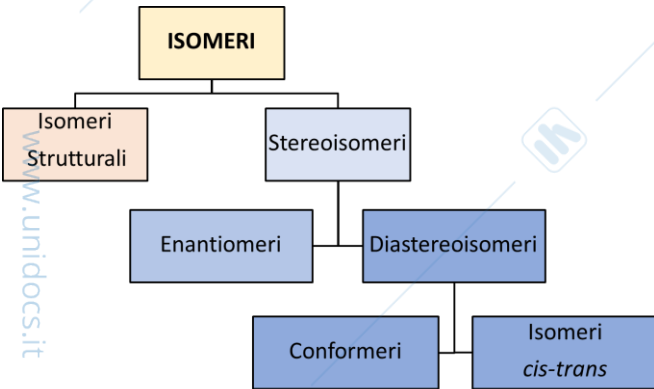 ISOMERI
Isomeri
Strutturali
Stereoisomeri
Enantiomeri
Diastereoisomeri
Conformeri
Isomeri
cis-trans
www.unidocs.it